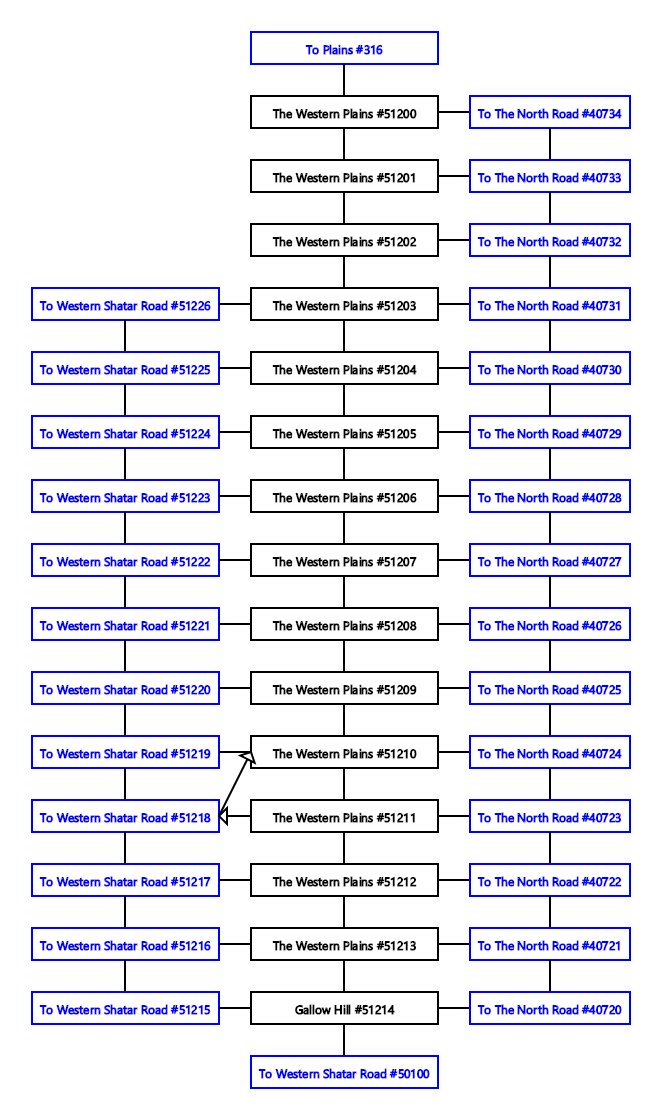 To Plains #316
The Western Plains #51200
To The North Road #40734
The Western Plains #51201
To The North Road #40733
The Western Plains #51202
To The North Road #40732
To Western Shatar Road #51226
The Western Plains #51203
To The North Road #40731
To Western Shatar Road #51225
The Western Plains #51204
To The North Road #40730
To Western Shatar Road #51224
The Western Plains #51205
To The North Road #40729
To Western Shatar Road #51223
The Western Plains #51206
To The North Road #40728
To Western Shatar Road #51222
The Western Plains #51207
To The North Road #40727
To Western Shatar Road #51221
The Western Plains #51208
To The North Road #40726
To Western Shatar Road #51220
The Western Plains #51209
To The North Road #40725
To Western Shatar Road #51219
The Western Plains #51210
To The North Road #40724
To Western Shatar Road #51218
The Western Plains #51211
To The North Road #40723
To Western Shatar Road #51217
The Western Plains #51212
To The North Road #40722
To Western Shatar Road #51216
The Western Plains #51213
To The North Road #40721
To Western Shatar Road #51215
Gallow Hill #51214
To The North Road #40720
To Western Shatar Road #50100